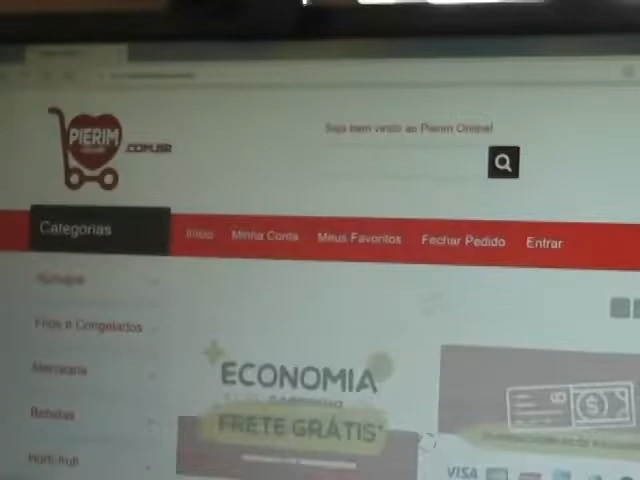 PIERIM
.COM.BR
Seja bem vindo ao Pierim Online!
Categorias
Início Minha Conta Meus Favoritos Fechar Pedido Entrar
Frios e Congelados
Mercearia
Bebidas
Hortifruti
ECONOMIA
FRETE GRÁTIS*
VISA